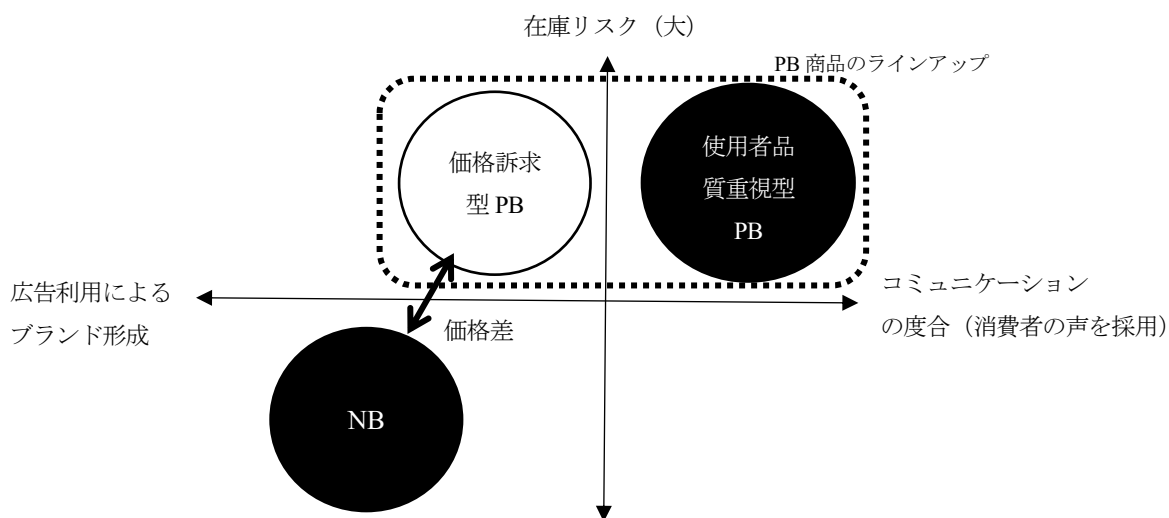 在庫リスク（大）
PB 商品のラインアップ
価格訴求
型 PB
使用者品
質重視型
PB
広告利用による
ブランド形成
コミュニケーション
の度合（消費者の声を採用）
価格差
NB